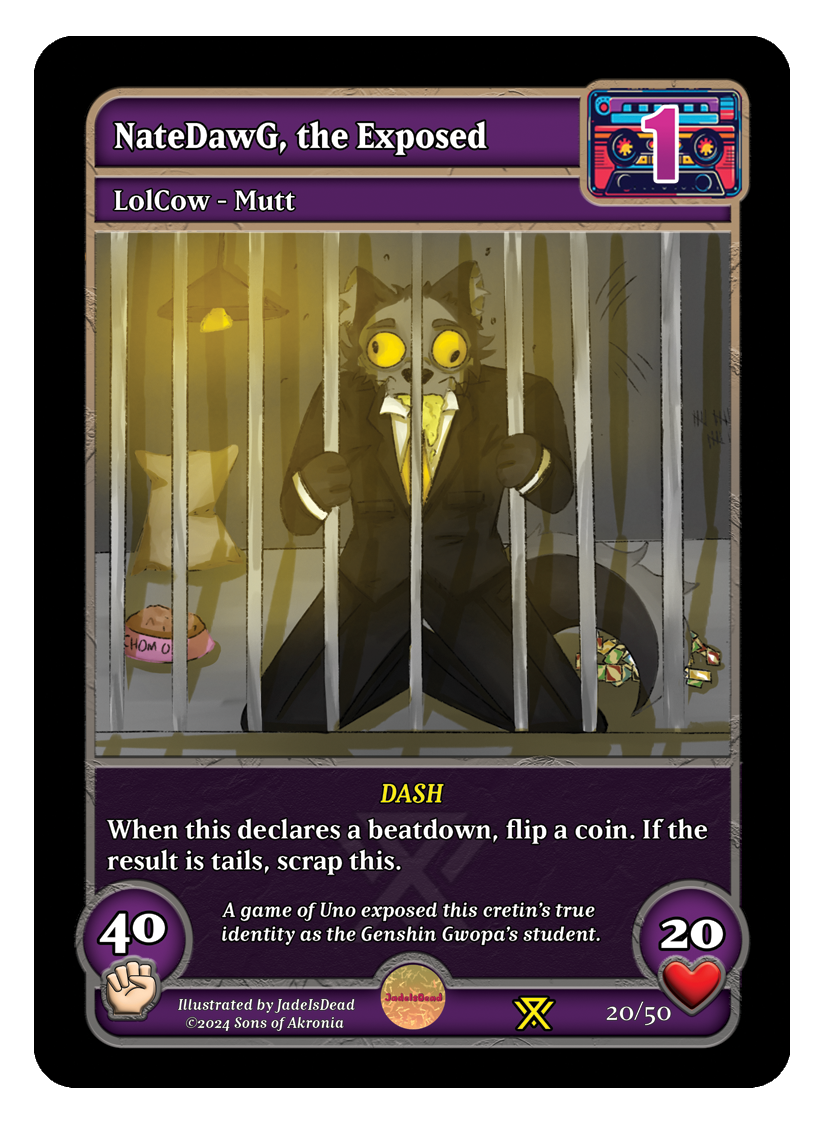 NateDawG, the Exposed
1
LolCow - Mutt
CHOM O
DASH
When this declares a beatdown, flip a coin. If the
result is tails, scrap this.
A game of Uno exposed this cretin's true
identity as the Genshin Gwopa's student.
40
20
Illustrated by JadeIsDead
©2024 Sons of Akronia
JadeIsDead
20/50